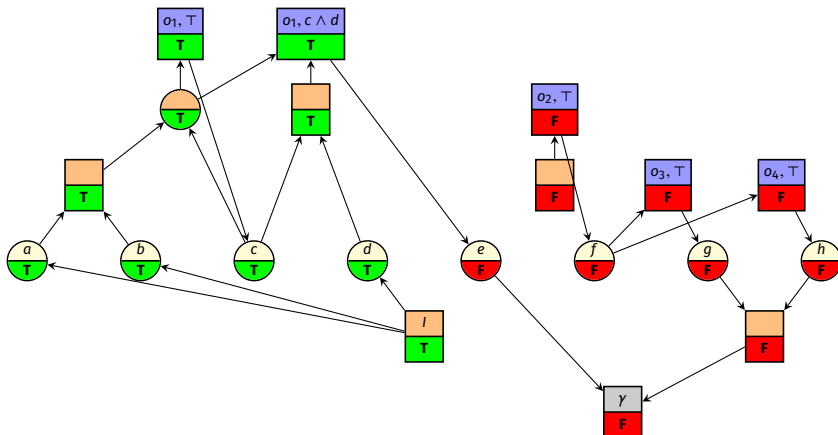 o₁, ⊤
T
o₁, c ∧ d
T
T
T
o₂, ⊤
F
T
F
o₃, ⊤
F
o₄, ⊤
F
a
T
b
T
c
T
d
T
e
F
f
F
g
F
h
F
I
T
F
γ
F